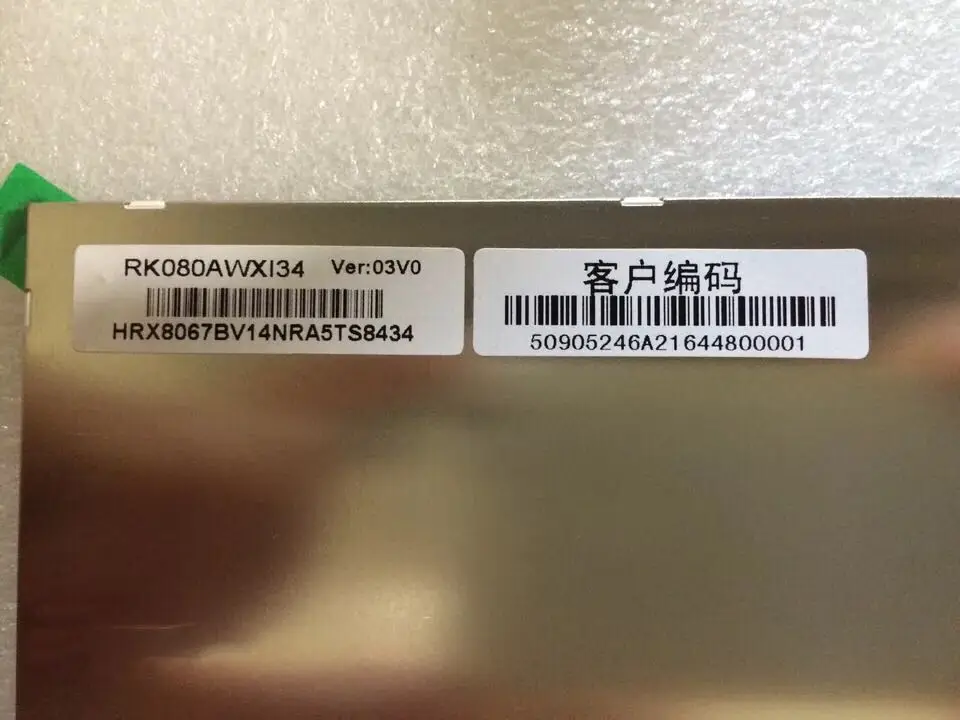 RK080AWXI34 Ver:03V0
HRX8067BV14NRA5TS8434
客户编码
50905246A21644800001